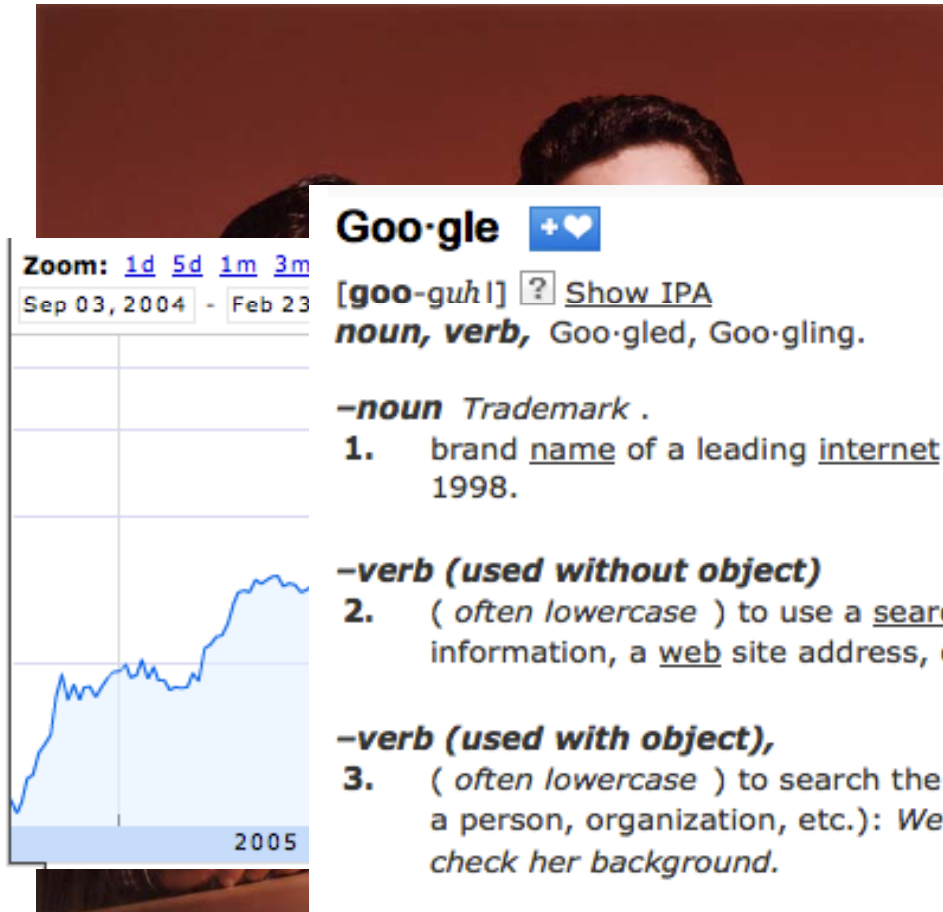 Goo·gle
Zoom: 1d 5d 1m 3m
Sep 03, 2004 - Feb 23
[goo-guhl] ? Show IPA
noun, verb, Goo·gled, Goo·gling.
–noun Trademark .
1. brand name of a leading internet
1998.
–verb (used without object)
2. ( often lowercase ) to use a
information, a web site address,
–verb (used with object),
3. ( often lowercase ) to search the
a person, organization, etc.): We
check her background.
2005